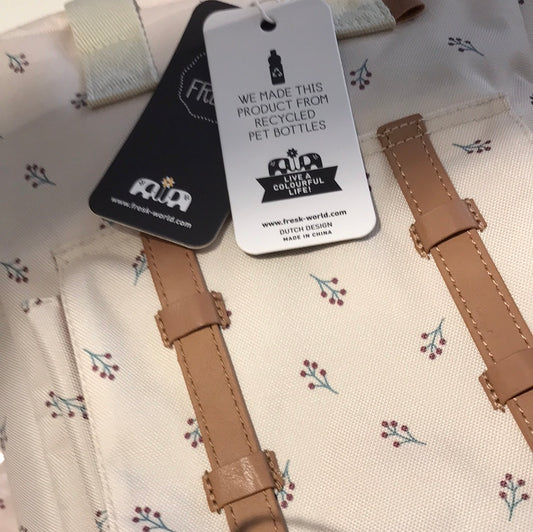 WE MADE THIS
PRODUCT FROM
RECYCLED
PET BOTTLES
LIVE A
COLOURFUL
LIFE!
www.fresk-world.com
DUTCH DESIGN
MADE IN CHINA
www.fresk-world.com